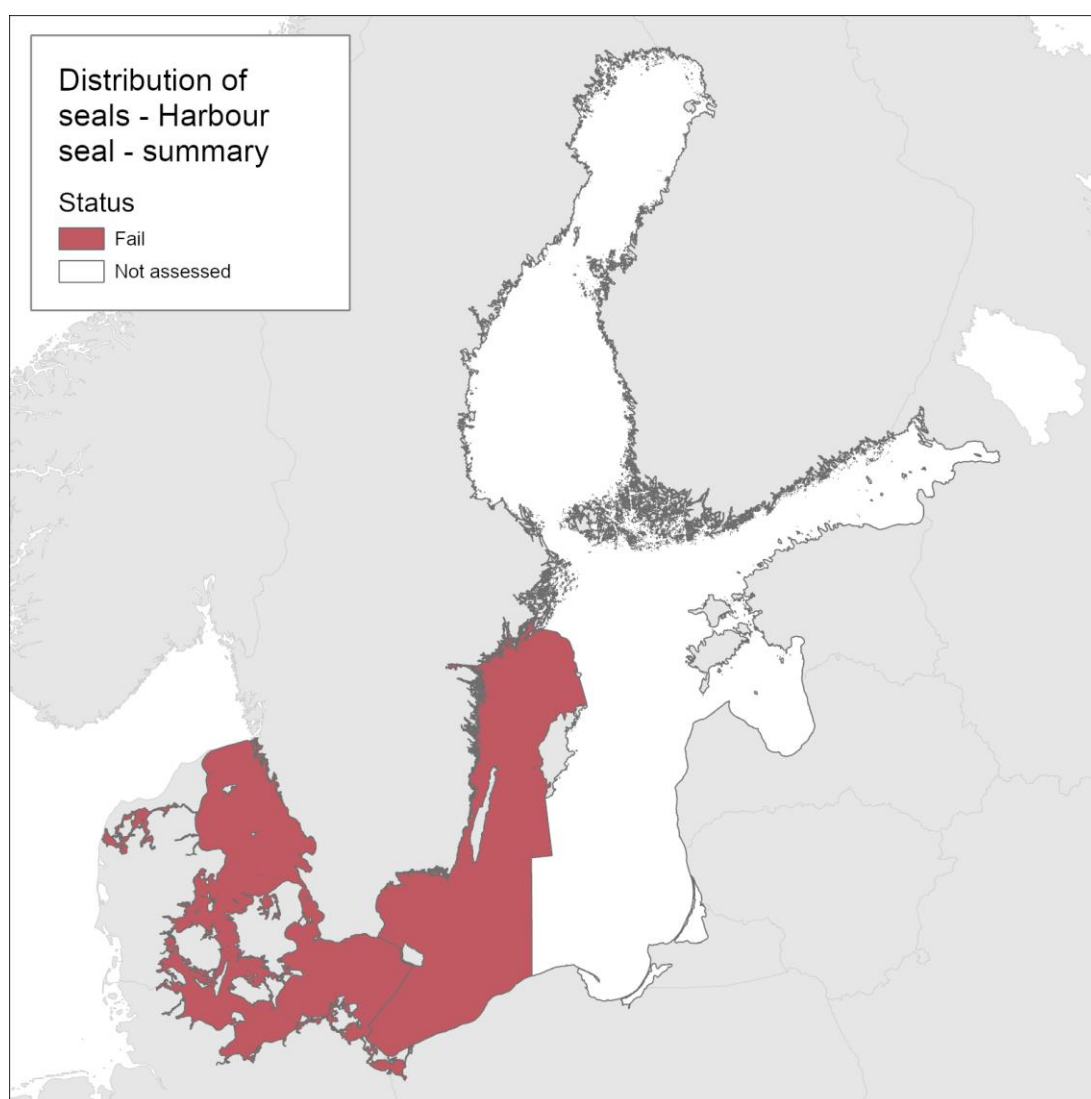 Distribution of
seals - Harbour
seal - summary
Status
Fail
Not assessed